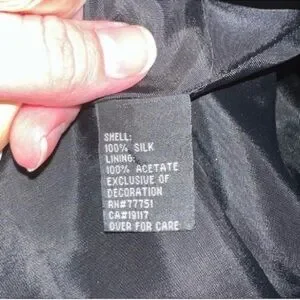 SHELL:
100% SILK
LINING:
100% ACETATE
EXCLUSIVE OF
DECORATION
RN#77751
CA#19117
OVER FOR CARE